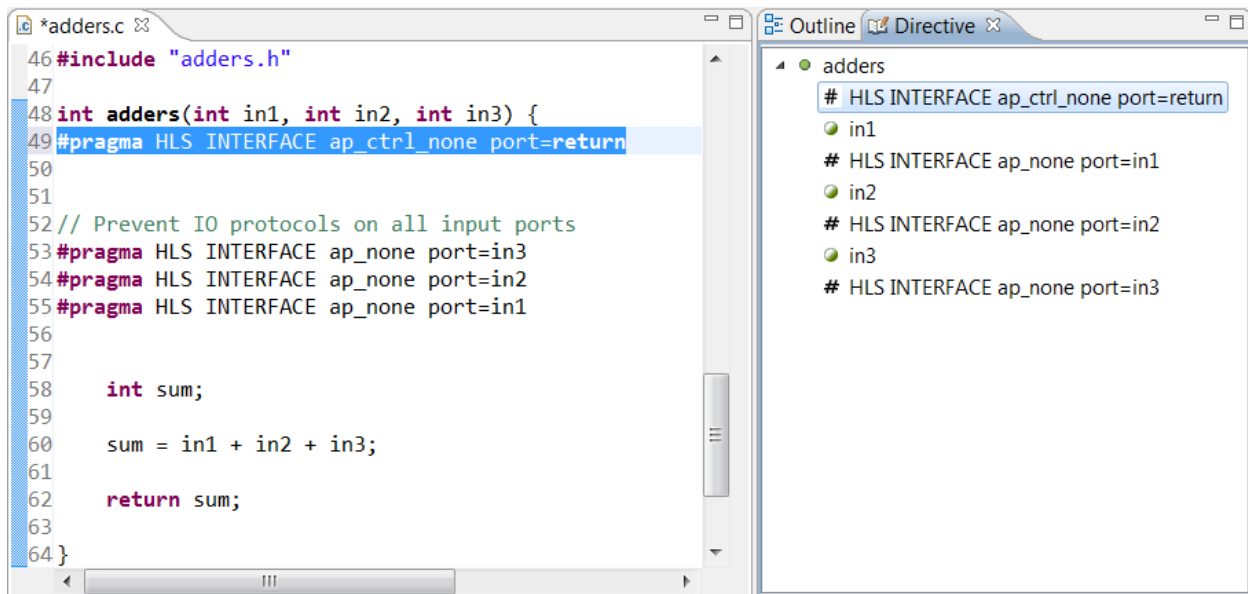 *adders.c
46 #include "adders.h"
47
48 int adders(int in1, int in2, int in3) {
49 #pragma HLS INTERFACE ap_ctrl_none port=return
50
51
52 // Prevent IO protocols on all input ports
53 #pragma HLS INTERFACE ap_none port=in3
54 #pragma HLS INTERFACE ap_none port=in2
55 #pragma HLS INTERFACE ap_none port=in1
56
57
58     int sum;
59
60     sum = in1 + in2 + in3;
61
62     return sum;
63
64 }
Outline Directive
adders
# HLS INTERFACE ap_ctrl_none port=return
in1
# HLS INTERFACE ap_none port=in1
in2
# HLS INTERFACE ap_none port=in2
in3
# HLS INTERFACE ap_none port=in3